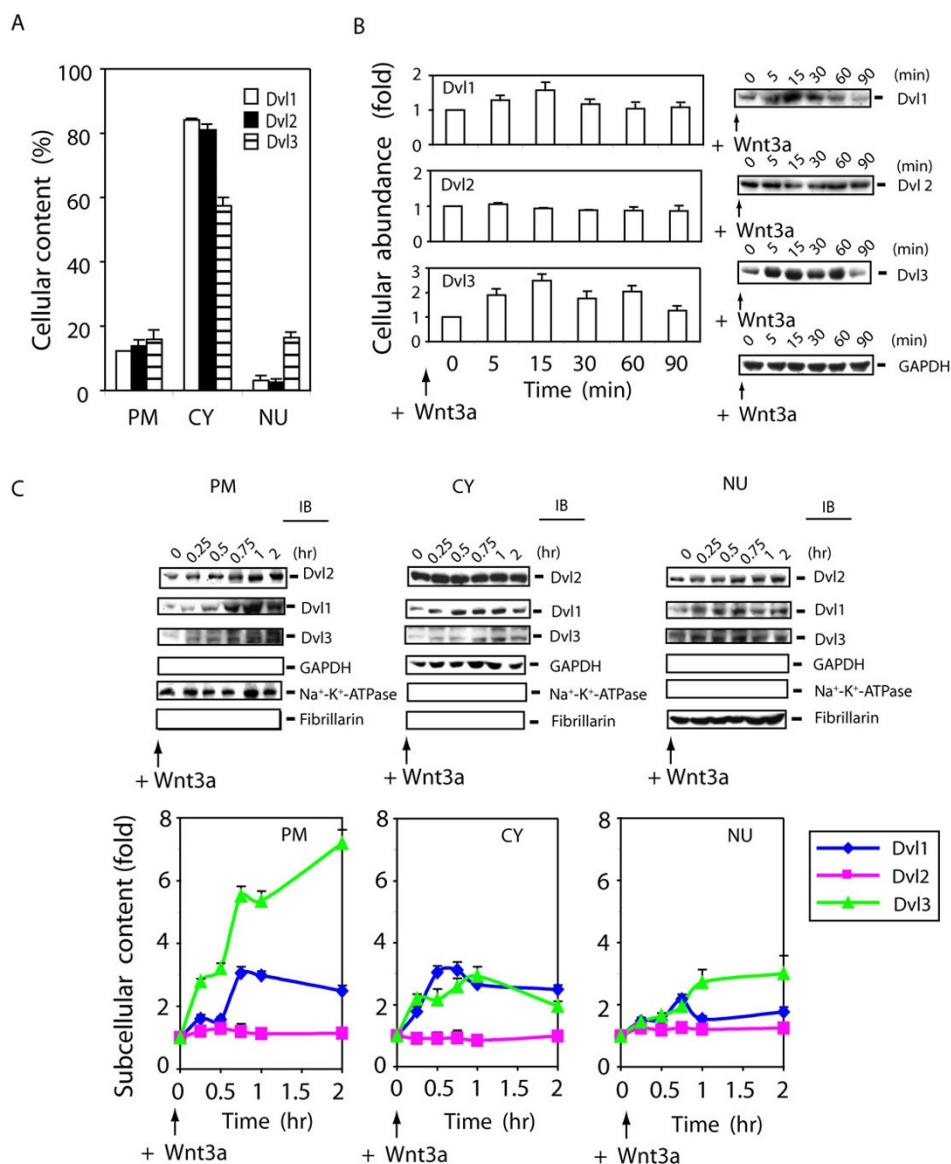 A
Cellular content (%)
100
80
60
40
20
0
Dvl1
Dvl2
Dvl3
PM CY NU
B
Cellular abundance (fold)
Dvl1
2
1
0
Dvl2
2
1
0
Dvl3
3
2
1
0
0 5 15 30 60 90
Time (min)
+ Wnt3a
0 5 15 30 60 90 (min)
Dvl1
+ Wnt3a
0 5 15 30 60 90 (min)
Dvl 2
+ Wnt3a
0 5 15 30 60 90 (min)
Dvl3
+ Wnt3a
0 5 15 30 60 90 (min)
GAPDH
+ Wnt3a
C
PM
IB
0 0.25 0.5 0.75 1 2 (hr)
Dvl2
Dvl1
Dvl3
GAPDH
Na⁺-K⁺-ATPase
Fibrillarin
+ Wnt3a
CY
IB
0 0.25 0.5 0.75 1 2 (hr)
Dvl2
Dvl1
Dvl3
GAPDH
Na⁺-K⁺-ATPase
Fibrillarin
+ Wnt3a
NU
IB
0 0.25 0.5 0.75 1 2 (hr)
Dvl2
Dvl1
Dvl3
GAPDH
Na⁺-K⁺-ATPase
Fibrillarin
+ Wnt3a
Subcellular content (fold)
8
6
4
2
0
PM
0 0.5 1 1.5 2
Time (hr)
+ Wnt3a
8
6
4
2
0
CY
0 0.5 1 1.5 2
Time (hr)
+ Wnt3a
8
6
4
2
0
NU
0 0.5 1 1.5 2
Time (hr)
+ Wnt3a
Dvl1
Dvl2
Dvl3